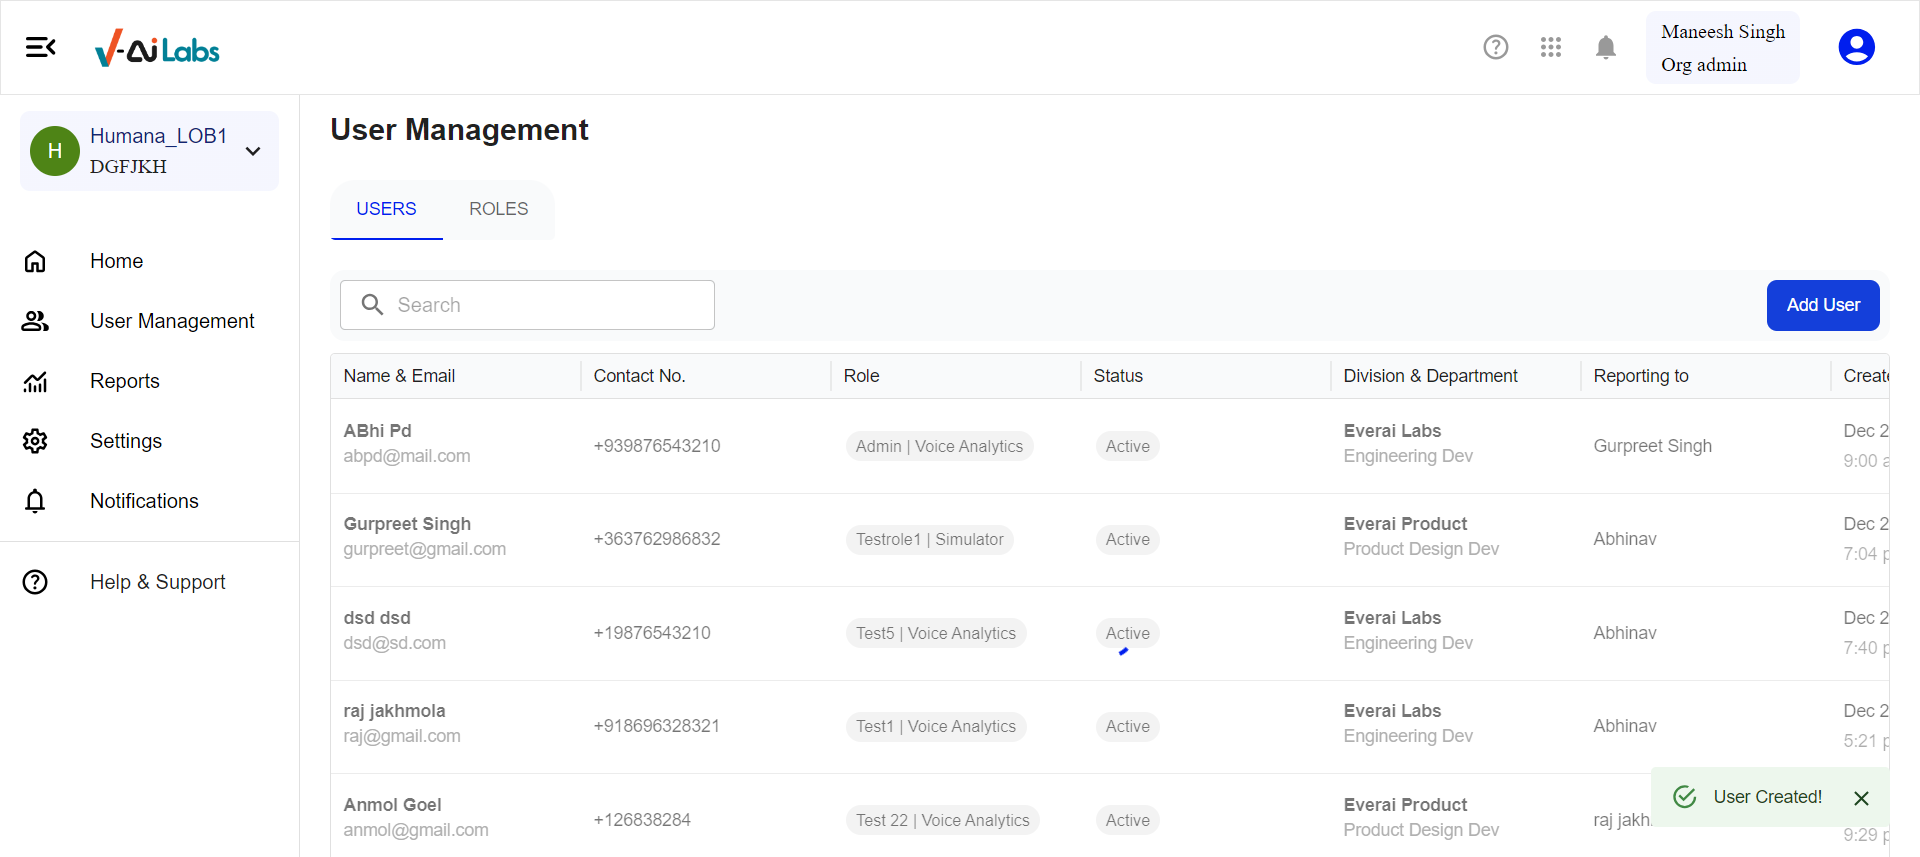 V-Ai Labs
Maneesh Singh
Org admin
H
Humana_LOB1
DGFJKH
Home
User Management
Reports
Settings
Notifications
Help & Support
User Management
USERS ROLES
Search
Add User
Name & Email Contact No. Role Status Division & Department Reporting to Create
ABhi Pd
abpd@mail.com
+939876543210
Admin | Voice Analytics
Active
Everai Labs
Engineering Dev
Gurpreet Singh
Dec 2
9:00 a
Gurpreet Singh
gurpreet@gmail.com
+363762986832
Testrole1 | Simulator
Active
Everai Product
Product Design Dev
Abhinav
Dec 2
7:04 p
dsd dsd
dsd@sd.com
+19876543210
Test5 | Voice Analytics
Active
Everai Labs
Engineering Dev
Abhinav
Dec 2
7:40 p
raj jakhmola
raj@gmail.com
+918696328321
Test1 | Voice Analytics
Active
Everai Labs
Engineering Dev
Abhinav
Dec 2
5:21 p
Anmol Goel
anmol@gmail.com
+126838284
Test 22 | Voice Analytics
Active
Everai Product
Product Design Dev
raj jakh
9:29 p
User Created!